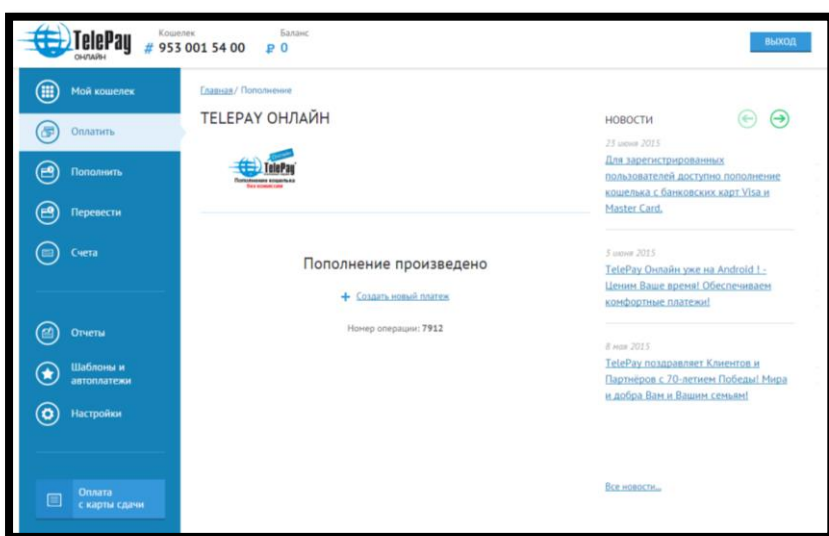 TelePay
ОНЛАЙН
Кошелек
# 953 001 54 00
Баланс
₽ 0
ВЫХОД
Мой кошелек
Оплатить
Пополнить
Перевести
Счета
Отчеты
Шаблоны и
автоплатежи
Настройки
Оплата
с карты сдачи
Главная / Пополнение
TELEPAY ОНЛАЙН
TelePay
Пополнение кошелька
без комиссии
Пополнение произведено
+ Создать новый платеж
Номер операции: 7912
НОВОСТИ
23 июня 2015
Для зарегистрированных
пользователей доступно пополнение
кошелька с банковских карт Visa и
Master Card.
5 июня 2015
TelePay Онлайн уже на Android ! -
Ценим Ваше время! Обеспечиваем
комфортные платежи!
8 мая 2015
TelePay поздравляет Клиентов и
Партнёров с 70-летием Победы! Мира
и добра Вам и Вашим семьям!
Все новости...